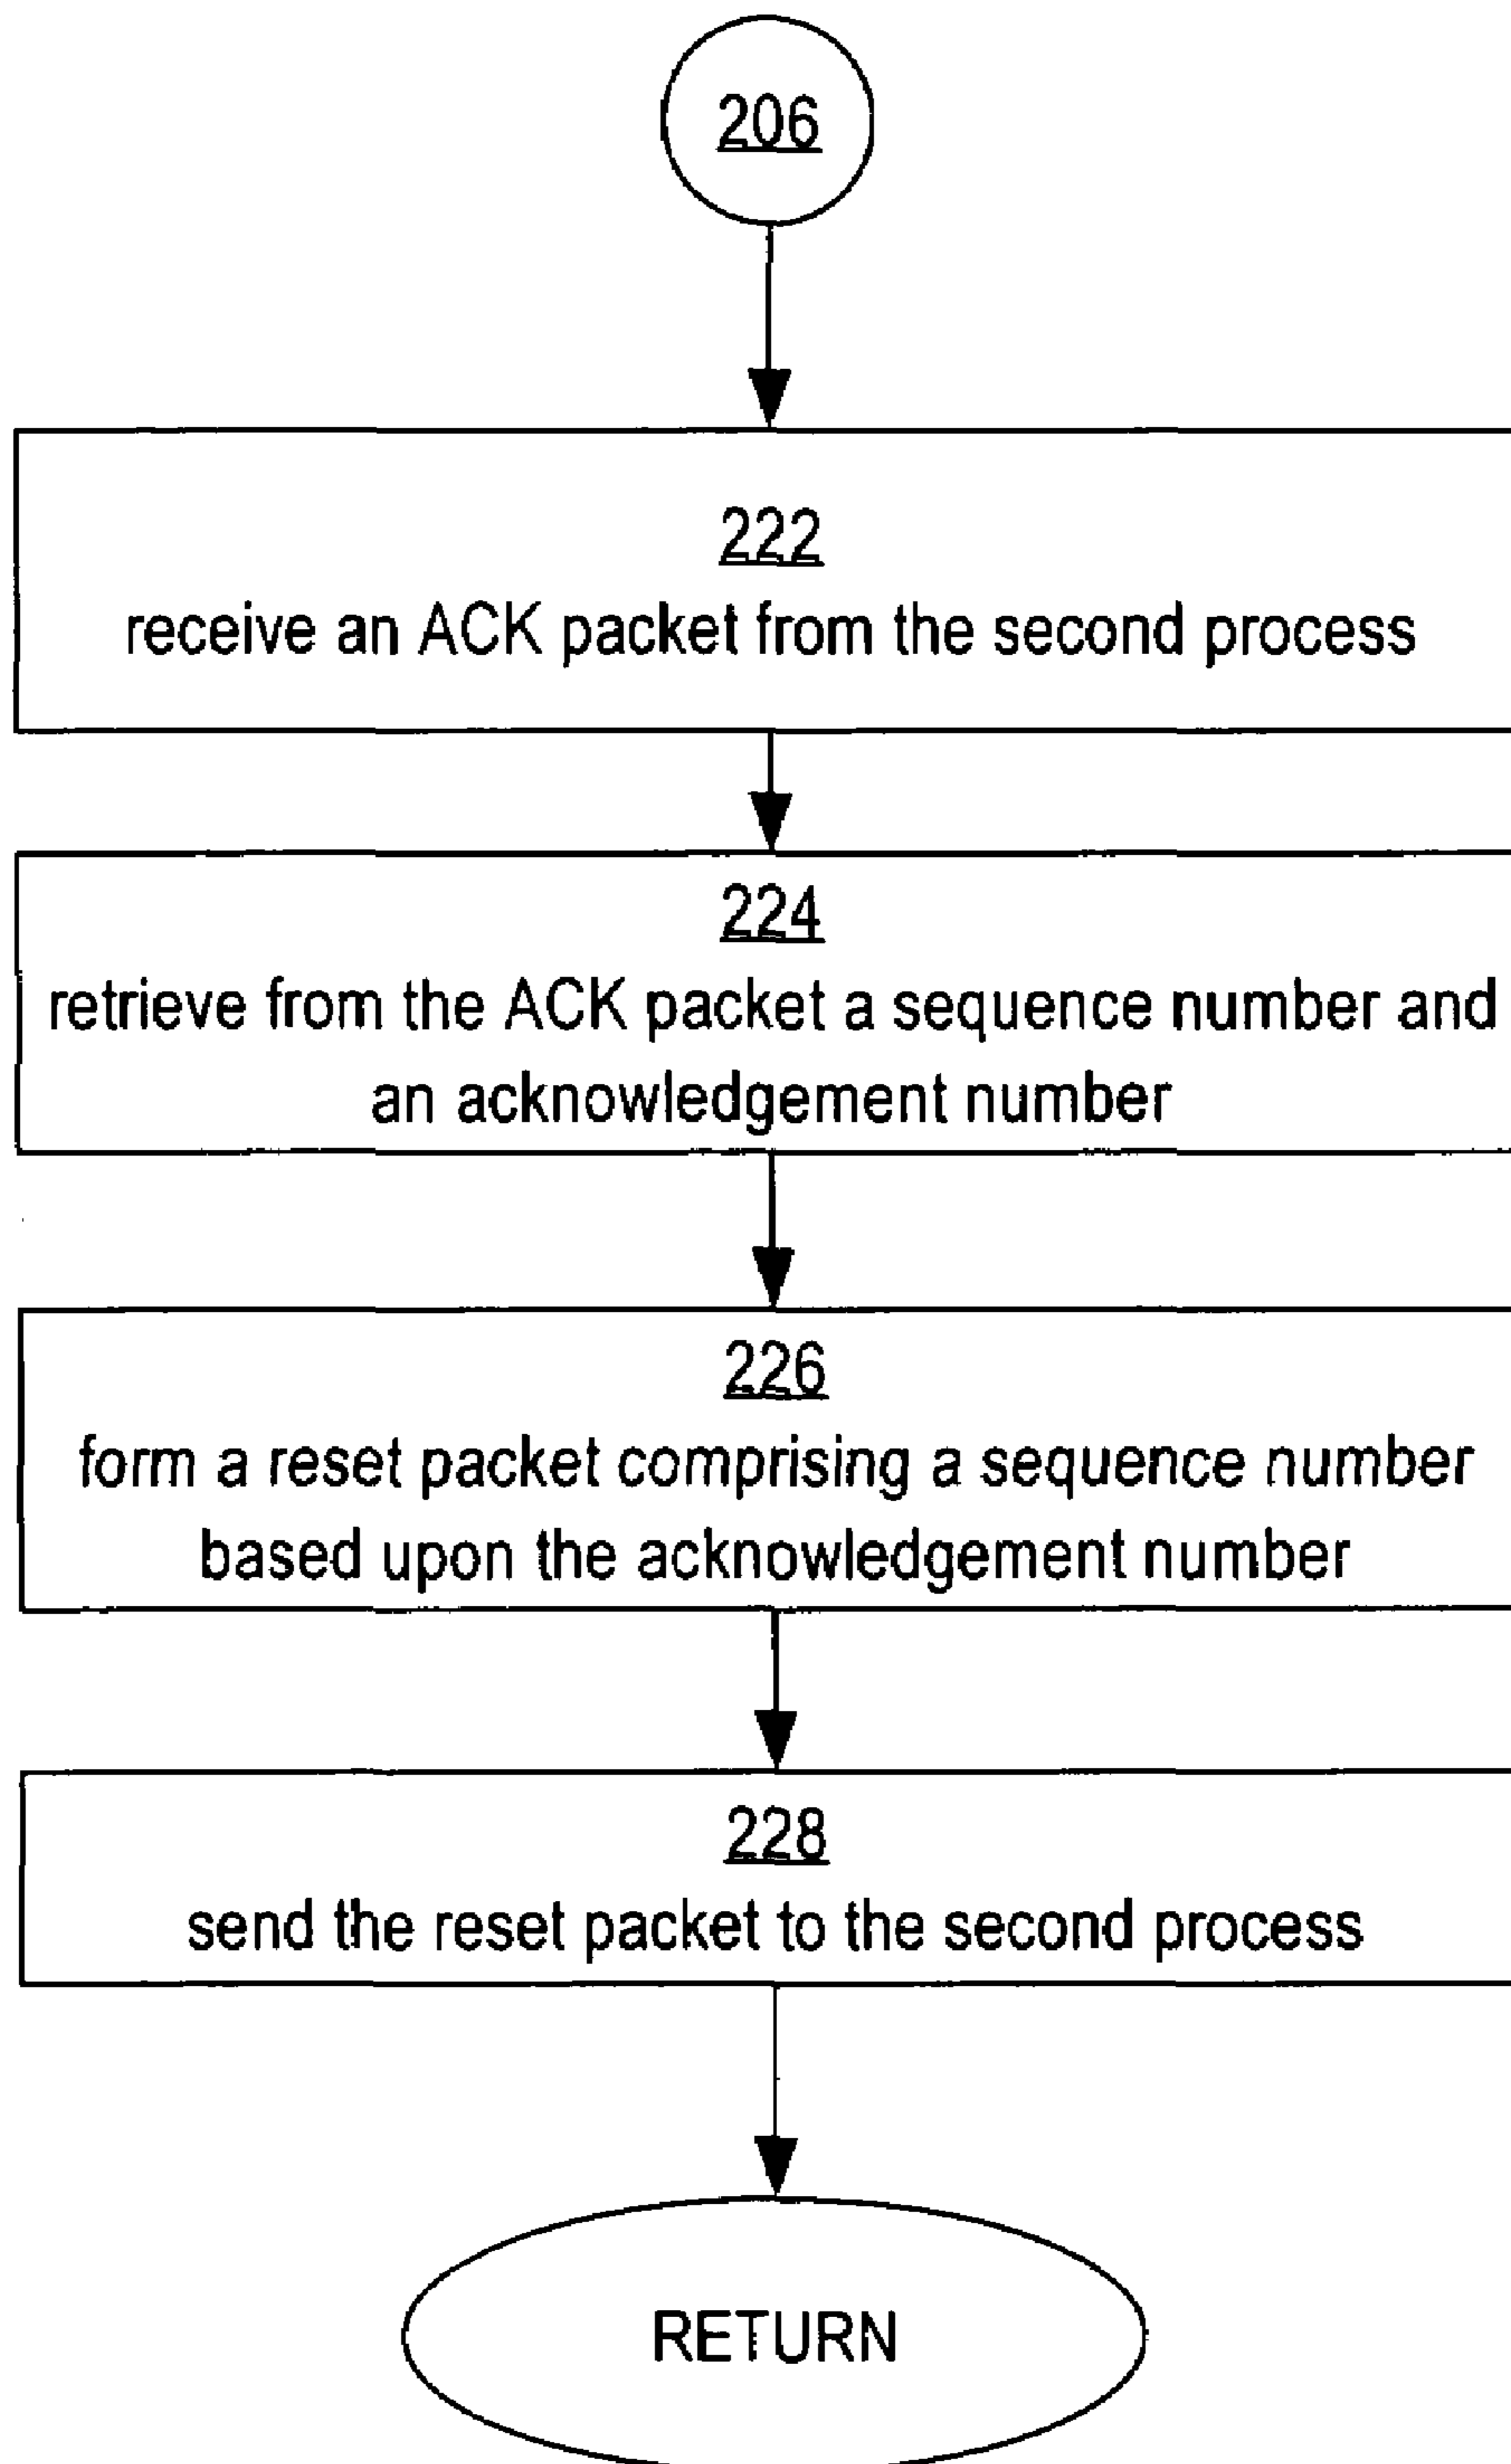 206
222
receive an ACK packet from the second process
224
retrieve from the ACK packet a sequence number and
an acknowledgement number
226
form a reset packet comprising a sequence number
based upon the acknowledgement number
228
send the reset packet to the second process
RETURN